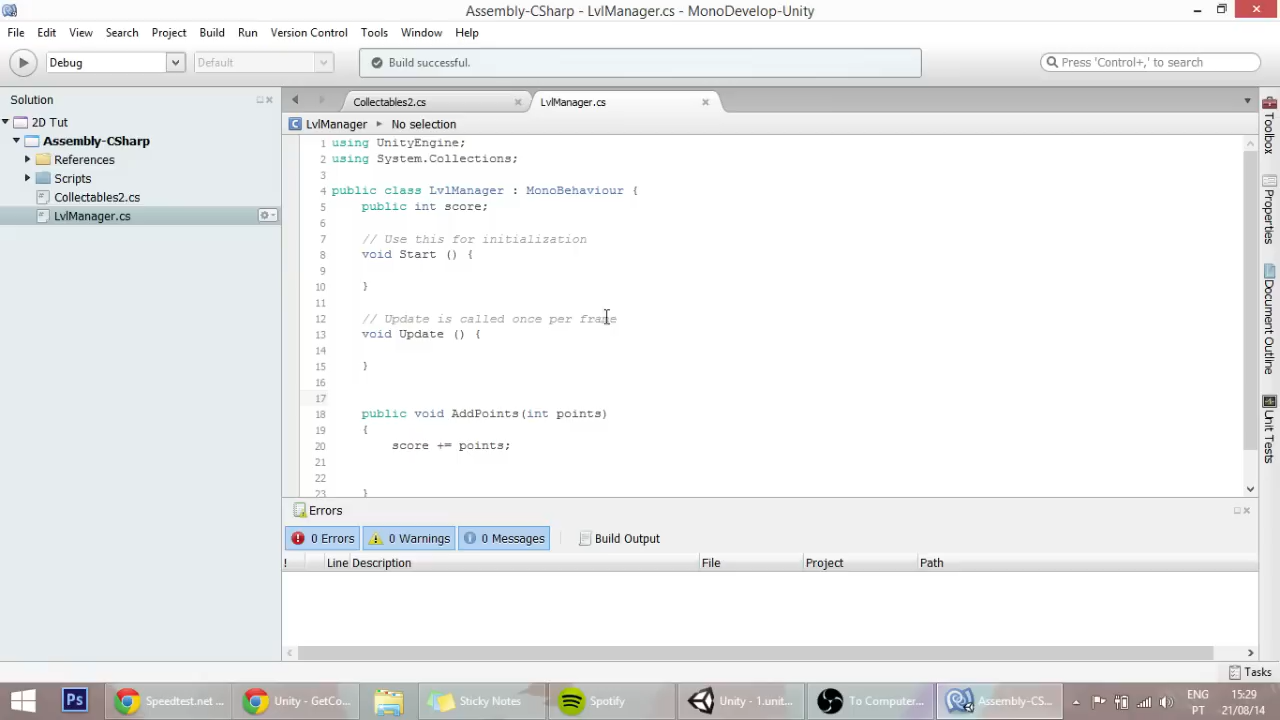 Assembly-CSharp - LvlManager.cs - MonoDevelop-Unity
File Edit View Search Project Build Run Version Control Tools Window Help
Debug Default Build successful. Press 'Control+,' to search
Solution
2D Tut
Assembly-CSharp
References
Scripts
Collectables2.cs
LvlManager.cs
Collectables2.cs LvlManager.cs
LvlManager No selection
1 using UnityEngine;
2 using System.Collections;
3
4 public class LvlManager : MonoBehaviour {
5 public int score;
6
7 // Use this for initialization
8 void Start () {
9
10 }
11
12 // Update is called once per frame
13 void Update () {
14
15 }
16
17
18 public void AddPoints(int points)
19 {
20 score += points;
21
22
23 }
Toolbox
Properties
Document Outline
Unit Tests
Errors
0 Errors 0 Warnings 0 Messages Build Output
! Line Description File Project Path
Tasks
Ps Speedtest.net ... Unity - GetCo... Sticky Notes Spotify Unity - 1.unit... To Computer... Assembly-CS...
ENG 15:29
PT 21/08/14